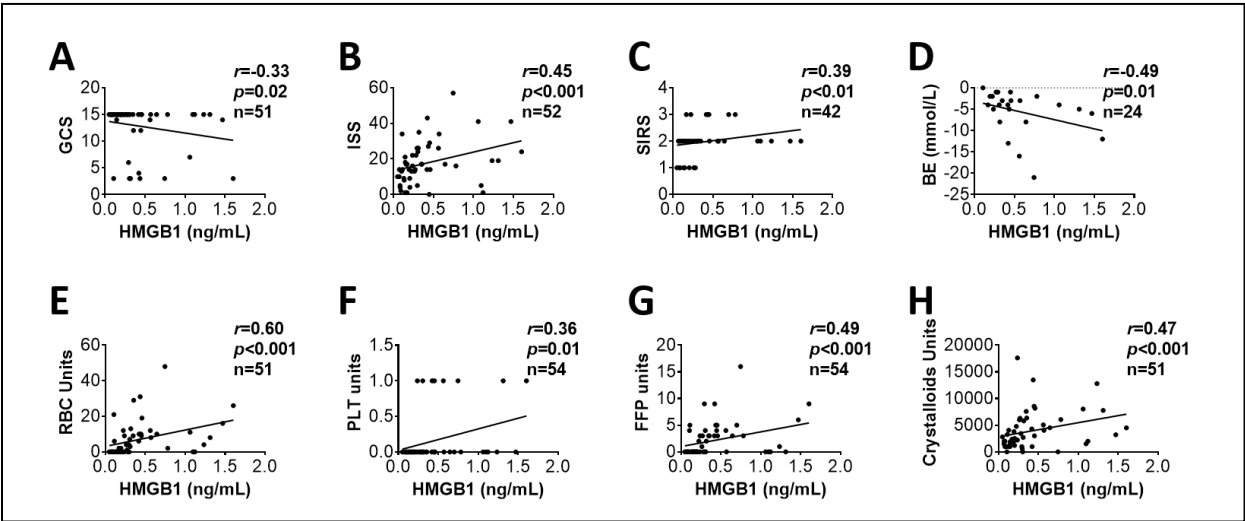 A
r=-0.33
p=0.02
n=51
20
15
10
5
0
GCS
0.0 0.5 1.0 1.5 2.0
HMGB1 (ng/mL)
B
r=0.45
p<0.001
n=52
60
40
20
0
ISS
0.0 0.5 1.0 1.5 2.0
HMGB1 (ng/mL)
C
r=0.39
p<0.01
n=42
4
3
2
1
0
SIRS
0.0 0.5 1.0 1.5 2.0
HMGB1 (ng/mL)
D
r=-0.49
p=0.01
n=24
0
-5
-10
-15
-20
-25
BE (mmol/L)
0.0 0.5 1.0 1.5 2.0
HMGB1 (ng/mL)
E
r=0.60
p<0.001
n=51
60
40
20
0
RBC Units
0.0 0.5 1.0 1.5 2.0
HMGB1 (ng/mL)
F
r=0.36
p=0.01
n=54
1.5
1.0
0.5
0.0
PLT units
0.0 0.5 1.0 1.5 2.0
HMGB1 (ng/mL)
G
r=0.49
p<0.001
n=54
20
15
10
5
0
FFP units
0.0 0.5 1.0 1.5 2.0
HMGB1 (ng/mL)
H
r=0.47
p<0.001
n=51
20000
15000
10000
5000
0
Crystalloids Units
0.0 0.5 1.0 1.5 2.0
HMGB1 (ng/mL)